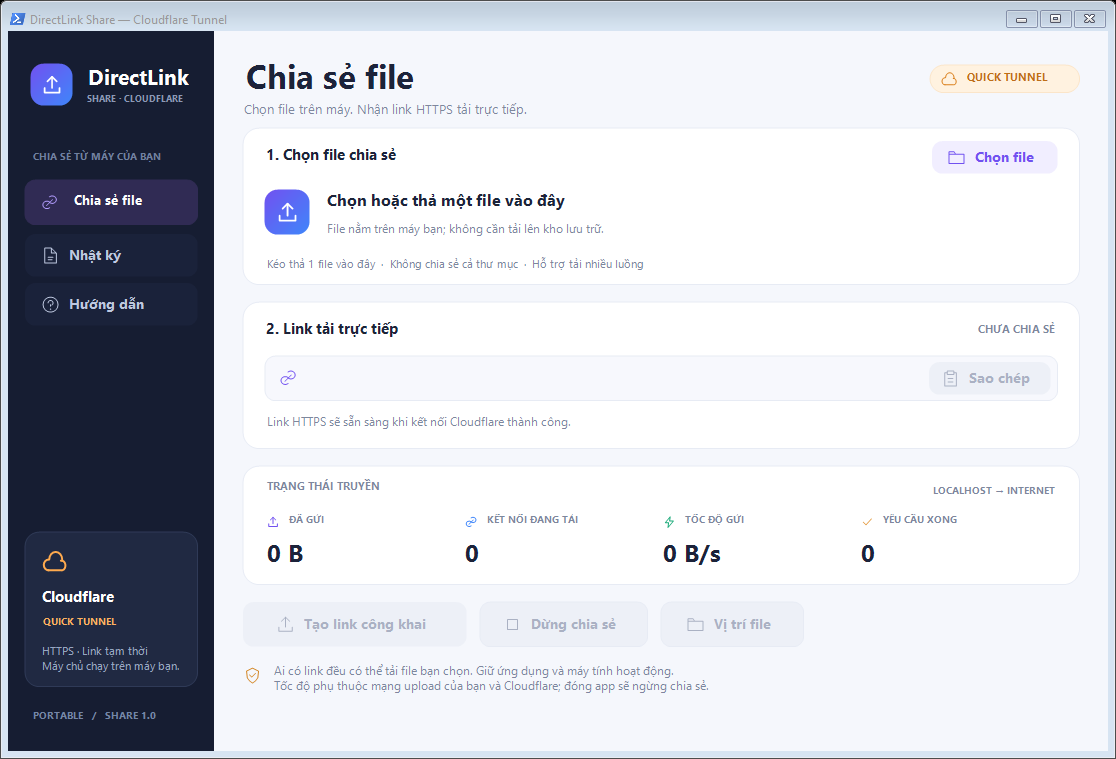 DirectLink Share — Cloudflare Tunnel
DirectLink
SHARE · CLOUDFLARE
CHIA SẺ TỪ MÁY CỦA BẠN
Chia sẻ file
Nhật ký
Hướng dẫn
Cloudflare
QUICK TUNNEL
HTTPS · Link tạm thời
Máy chủ chạy trên máy bạn.
PORTABLE / SHARE 1.0
Chia sẻ file
Chọn file trên máy. Nhận link HTTPS tải trực tiếp.
QUICK TUNNEL
1. Chọn file chia sẻ
Chọn file
Chọn hoặc thả một file vào đây
File nằm trên máy bạn; không cần tải lên kho lưu trữ.
Kéo thả 1 file vào đây · Không chia sẻ cả thư mục · Hỗ trợ tải nhiều luồng
2. Link tải trực tiếp
CHƯA CHIA SẺ
Sao chép
Link HTTPS sẽ sẵn sàng khi kết nối Cloudflare thành công.
TRẠNG THÁI TRUYỀN
LOCALHOST → INTERNET
ĐÃ GỬI
KẾT NỐI ĐANG TẢI
TỐC ĐỘ GỬI
YÊU CẦU XONG
0 B
0
0 B/s
0
Tạo link công khai
Dừng chia sẻ
Vị trí file
Ai có link đều có thể tải file bạn chọn. Giữ ứng dụng và máy tính hoạt động.
Tốc độ phụ thuộc mạng upload của bạn và Cloudflare; đóng app sẽ ngừng chia sẻ.